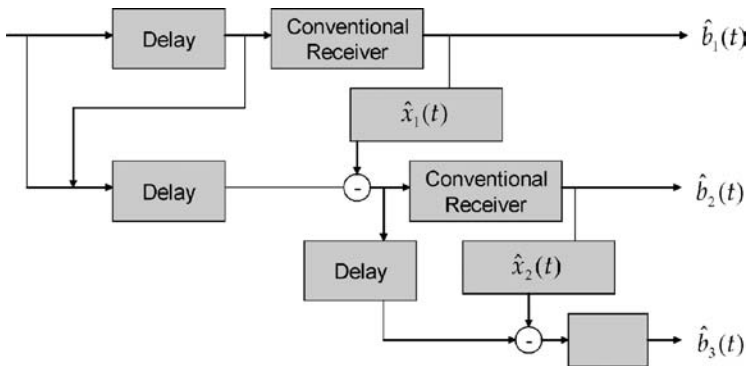 Delay
Conventional
Receiver
b̂₁(t)
x̂₁(t)
Delay
-
Conventional
Receiver
b̂₂(t)
Delay
x̂₂(t)
-
b̂₃(t)